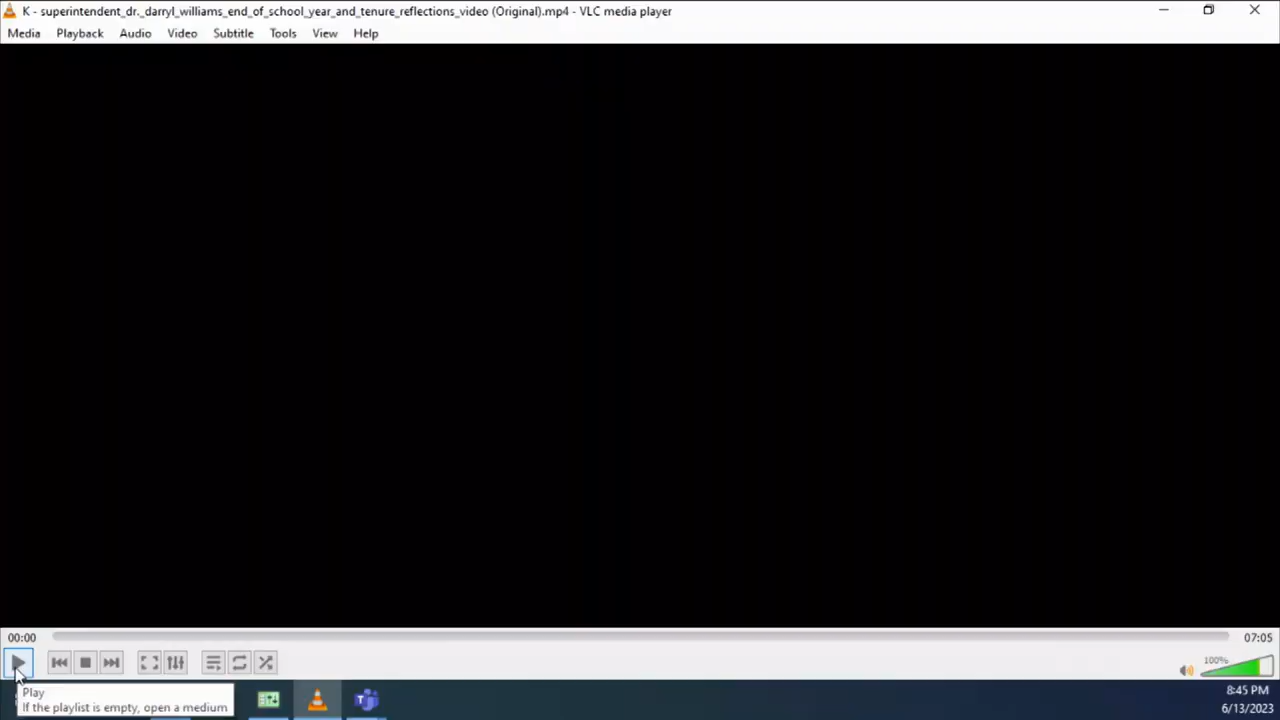 K - superintendent_dr._darryl_williams_end_of_school_year_and_tenure_reflections_video (Original).mp4 - VLC media player
Media Playback Audio Video Subtitle Tools View Help
00:00 07:05
100%
Play
If the playlist is empty, open a medium
8:45 PM
6/13/2023